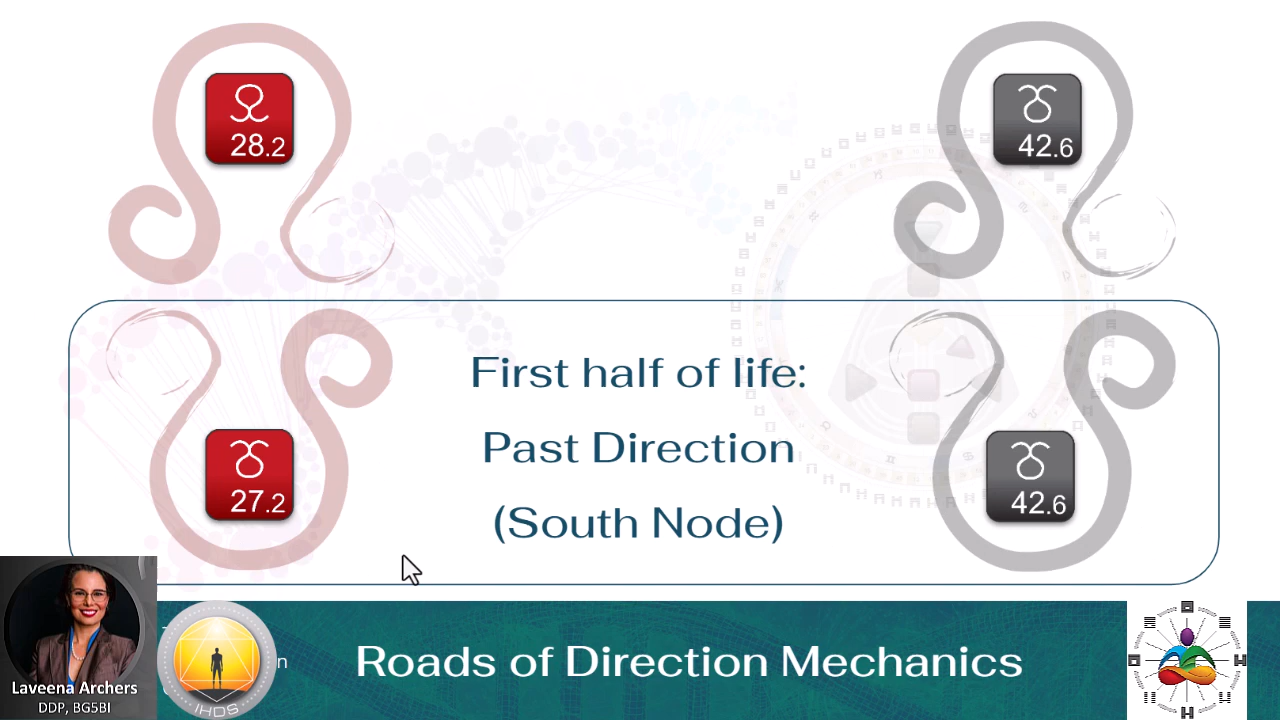 28.2
42.6
First half of life:
Past Direction
(South Node)
27.2
42.6
Roads of Direction Mechanics
Laveena Archers
DDP, BG5BI
IHDS
n